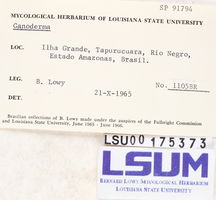 SP 91794
MYCOLOGICAL HERBARIUM OF LOUISIANA STATE UNIVERSITY
Ganoderma
LOC. Ilha Grande, Tapurucuara, Rio Negro,
Estado Amazonas, Brasil.
LEG. B. Lowy No. 1105BR
DET. 21-X-1965
Brazilian collections of B. Lowy made under the auspices of the Fulbright Commission
and Louisiana State University, June 1965 - June 1966.
LSU00175373
LSUM
BERNARD LOWY MYCOLOGICAL HERBARIUM
LOUISIANA STATE UNIVERSITY